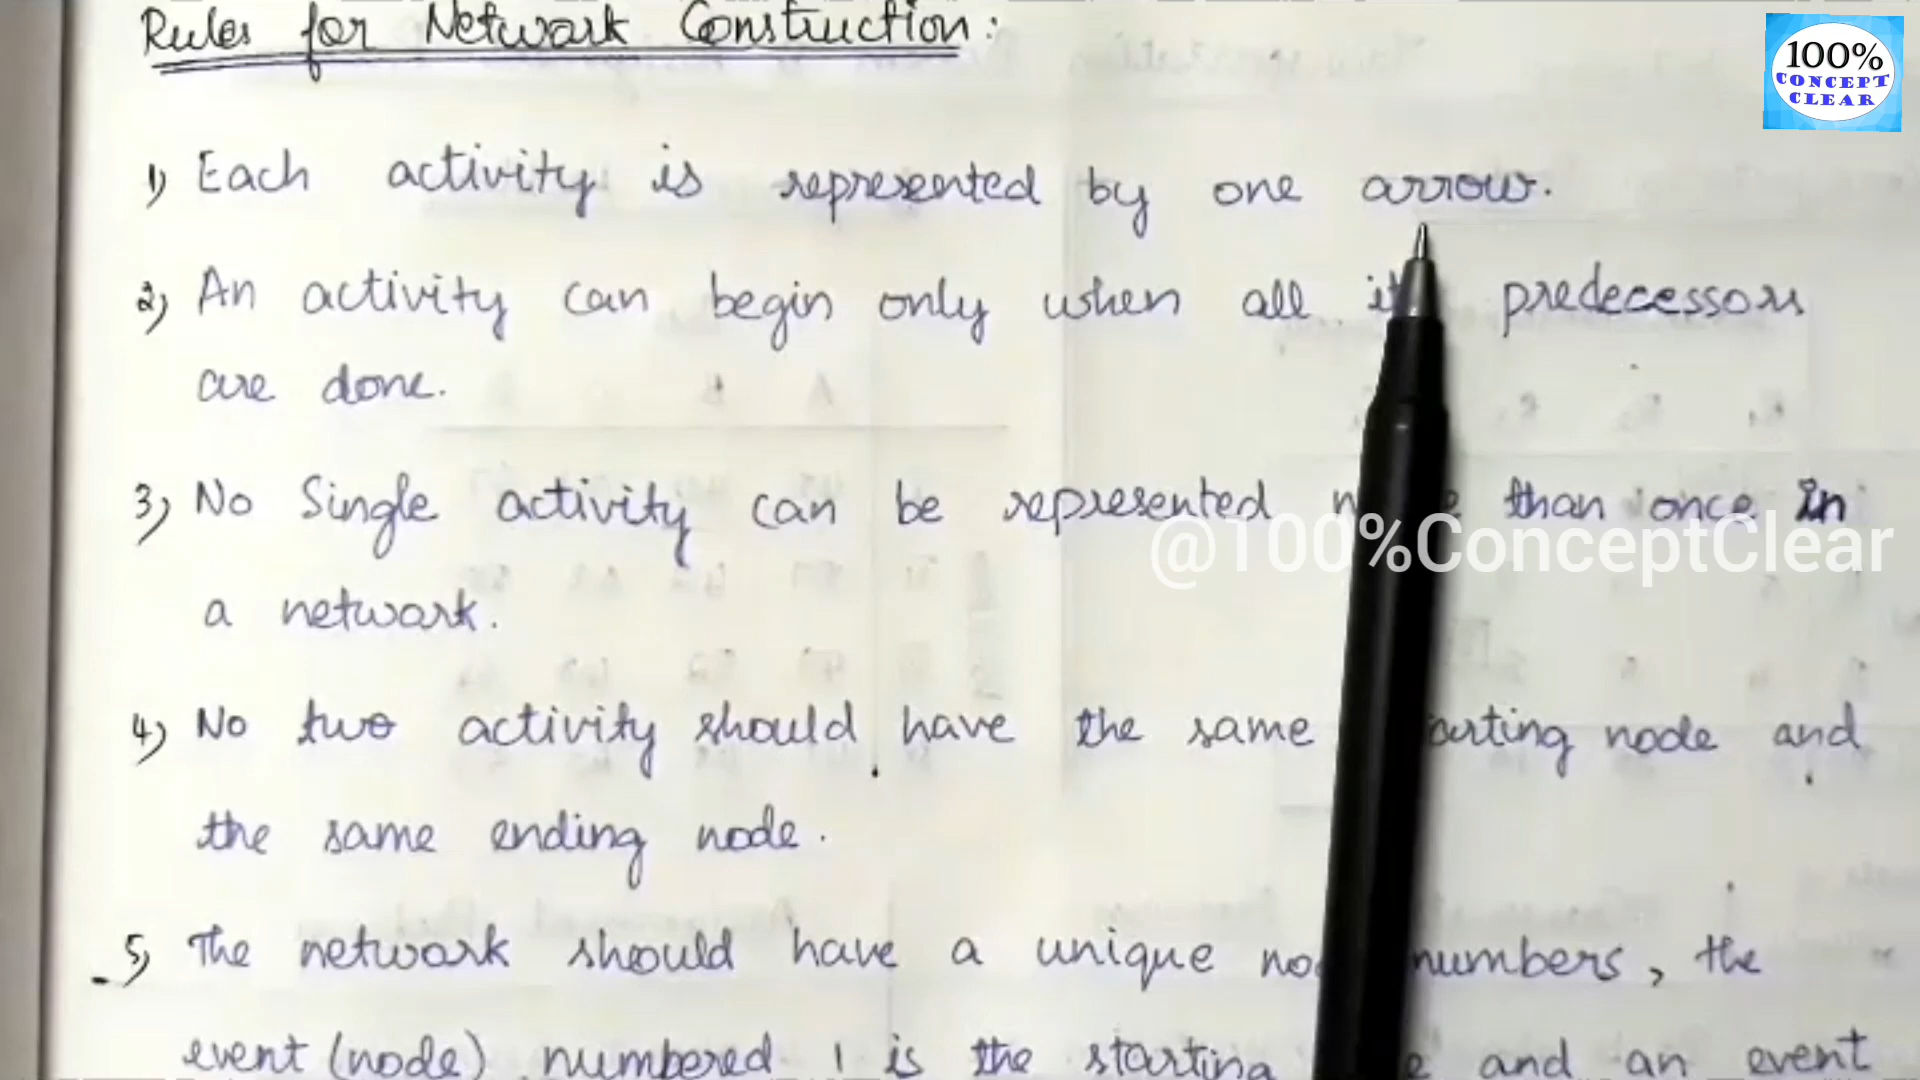 Rules for Network Construction:
100%
CONCEPT
CLEAR
1) Each activity is represented by one arrow.
2) An activity can begin only when all predecessors
are done.
3) No Single activity can be represented than once in
@100%ConceptClear
a network.
4) No two activity should have the same node and
the same ending node.
5) The network should have a unique numbers, the
event (node) numbered 1 is the and an event